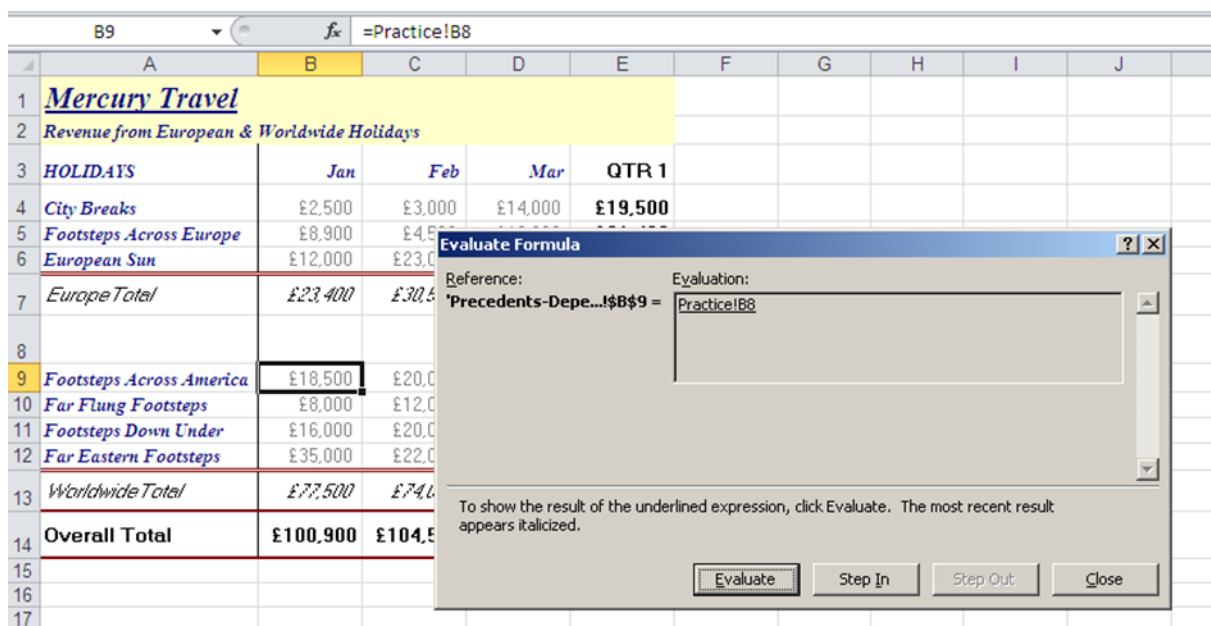 B9 fx =Practice!B8
A B C D E F G H I J
1 Mercury Travel
2 Revenue from European & Worldwide Holidays
3 HOLIDAYS Jan Feb Mar QTR 1
4 City Breaks £2,500 £3,000 £14,000 £19,500
5 Footsteps Across Europe £8,900
6 European Sun £12,000
7 Europe Total £23,400
8
9 Footsteps Across America £18,500
10 Far Flung Footsteps £8,000
11 Footsteps Down Under £16,000
12 Far Eastern Footsteps £35,000
13 Worldwide Total £77,500
14 Overall Total £100,900
15
16
17
Evaluate Formula
Reference: Evaluation:
'Precedents-Depe...!$B$9 = Practice!B8
To show the result of the underlined expression, click Evaluate. The most recent result
appears italicized.
Evaluate Step In Step Out Close